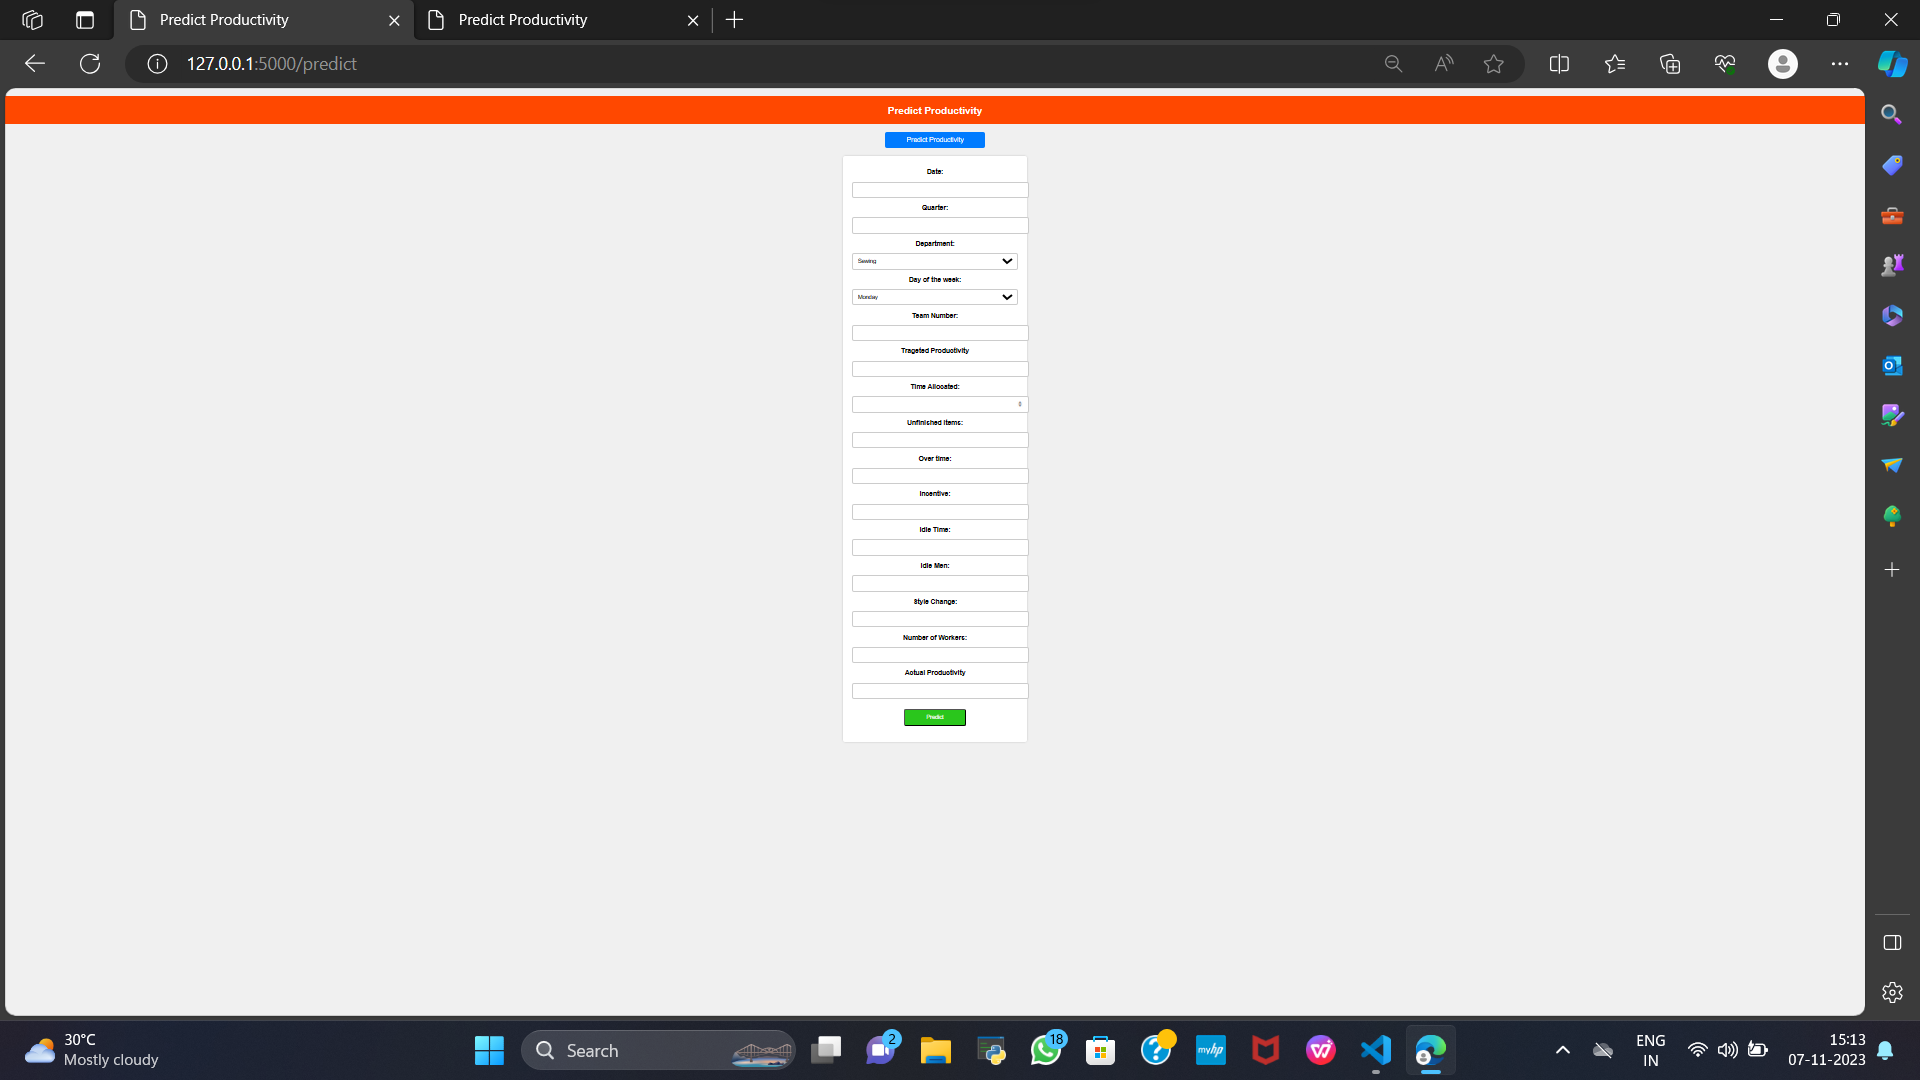 Predict Productivity
Predict Productivity
127.0.0.1:5000/predict
Predict Productivity
Predict Productivity
Date:
Quarter:
Department:
Sewing
Day of the week:
Monday
Team Number:
Trageted Productivity
Time Allocated:
Unfinished Items:
Over time:
Incentive:
Idle Time:
Idle Men:
Style Change:
Number of Workers:
Actual Productivity
Predict
30°C
Mostly cloudy
Search
2
18
myhp
ENG
IN
15:13
07-11-2023